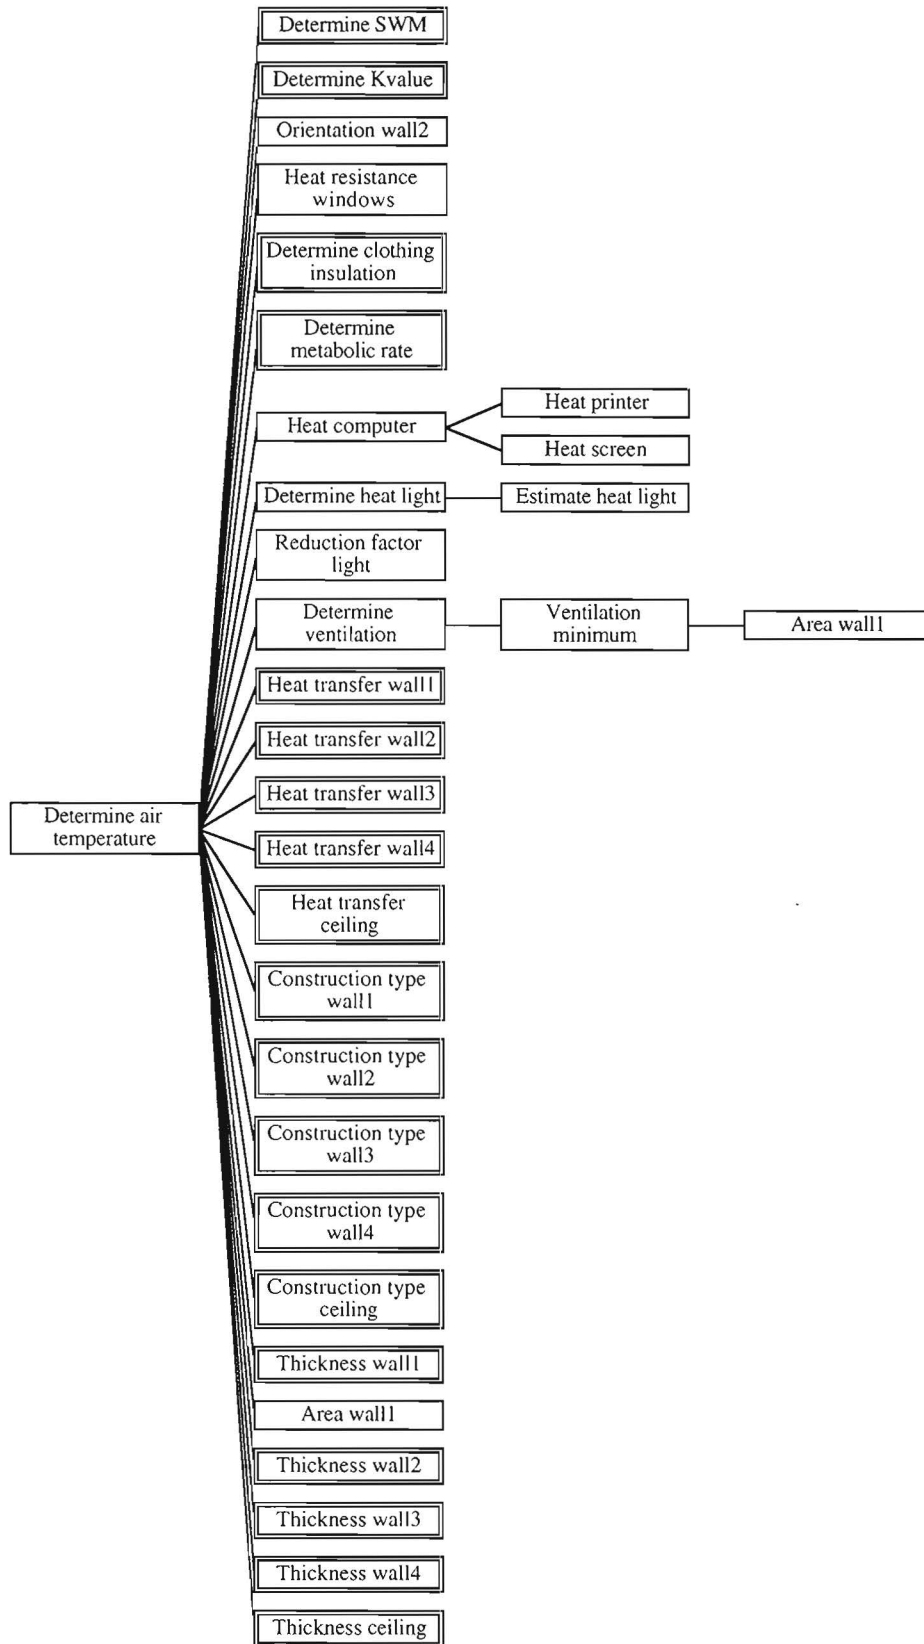 Determine SWM
Determine Kvalue
Orientation wall2
Heat resistance
windows
Determine clothing
insulation
Determine
metabolic rate
Heat computer
Heat printer
Heat screen
Determine heat light
Estimate heat light
Reduction factor
light
Determine
ventilation
Ventilation
minimum
Area wall1
Heat transfer wall1
Heat transfer wall2
Heat transfer wall3
Determine air
temperature
Heat transfer wall4
Heat transfer
ceiling
Construction type
wall1
Construction type
wall2
Construction type
wall3
Construction type
wall4
Construction type
ceiling
Thickness wall1
Area wall1
Thickness wall2
Thickness wall3
Thickness wall4
Thickness ceiling